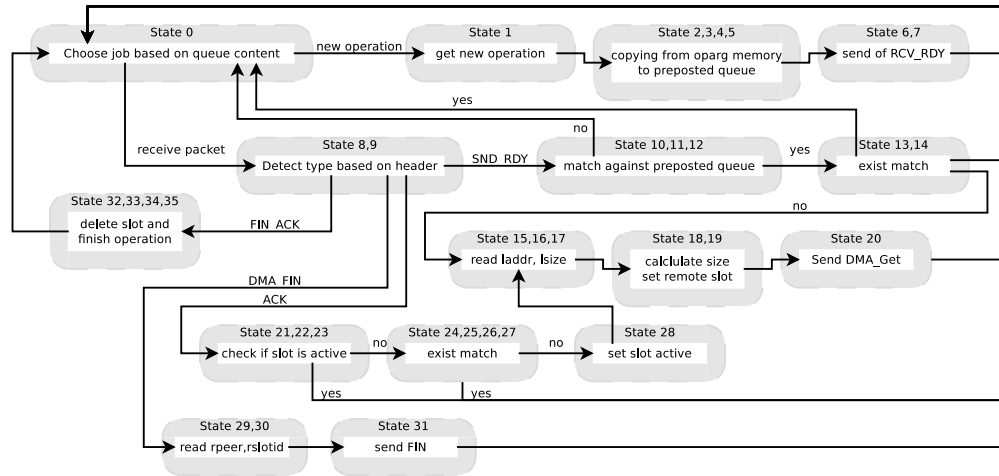 State 0
Choose job based on queue content
new operation
State 1
get new operation
State 2,3,4,5
copying from oparg memory
to preposted queue
State 6,7
send of RCV_RDY
yes
no
receive packet
State 8,9
Detect type based on header
SND_RDY
State 10,11,12
match against preposted queue
yes
State 13,14
exist match
no
State 32,33,34,35
delete slot and
finish operation
FIN_ACK
State 15,16,17
read laddr, lsize
State 18,19
calclulate size
set remote slot
State 20
Send DMA_Get
DMA_FIN
ACK
State 21,22,23
check if slot is active
no
State 24,25,26,27
exist match
no
State 28
set slot active
yes
yes
State 29,30
read rpeer,rslotid
State 31
send FIN